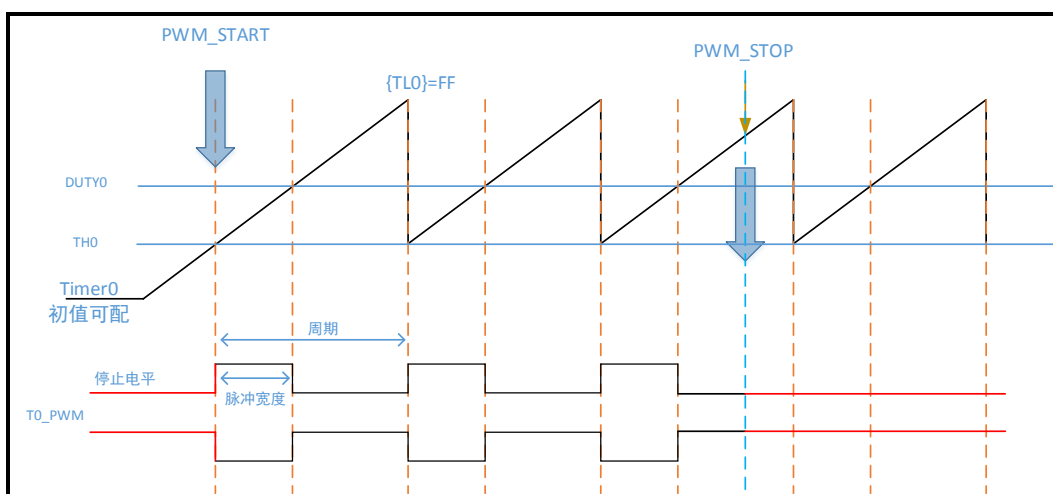 PWM_START
PWM_STOP
{TL0}=FF
DUTY0
TH0
Timer0
初值可配
周期
停止电平
脉冲宽度
T0_PWM